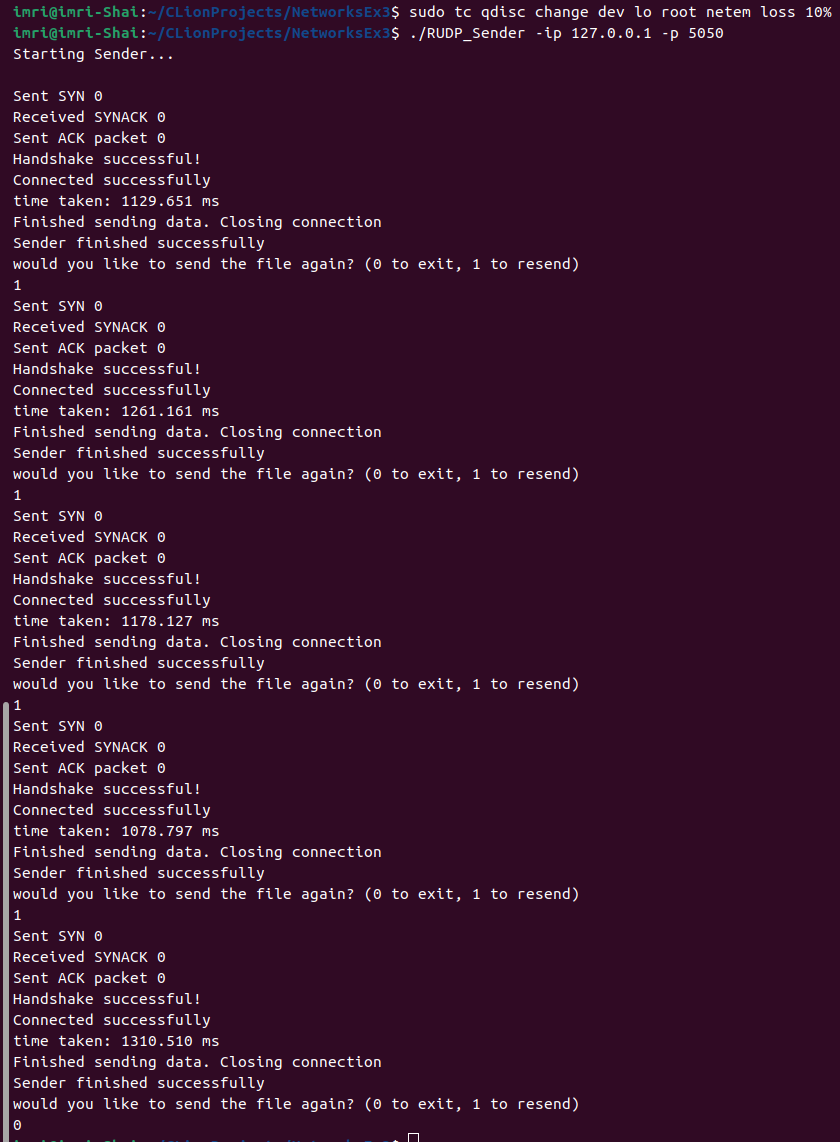 imri@imri-Shai:~/CLionProjects/NetworksEx3$ sudo tc qdisc change dev lo root netem loss 10%
imri@imri-Shai:~/CLionProjects/NetworksEx3$ ./RUDP_Sender -ip 127.0.0.1 -p 5050
Starting Sender...
Sent SYN 0
Received SYNACK 0
Sent ACK packet 0
Handshake successful!
Connected successfully
time taken: 1129.651 ms
Finished sending data. Closing connection
Sender finished successfully
would you like to send the file again? (0 to exit, 1 to resend)
1
Sent SYN 0
Received SYNACK 0
Sent ACK packet 0
Handshake successful!
Connected successfully
time taken: 1261.161 ms
Finished sending data. Closing connection
Sender finished successfully
would you like to send the file again? (0 to exit, 1 to resend)
1
Sent SYN 0
Received SYNACK 0
Sent ACK packet 0
Handshake successful!
Connected successfully
time taken: 1178.127 ms
Finished sending data. Closing connection
Sender finished successfully
would you like to send the file again? (0 to exit, 1 to resend)
1
Sent SYN 0
Received SYNACK 0
Sent ACK packet 0
Handshake successful!
Connected successfully
time taken: 1078.797 ms
Finished sending data. Closing connection
Sender finished successfully
would you like to send the file again? (0 to exit, 1 to resend)
1
Sent SYN 0
Received SYNACK 0
Sent ACK packet 0
Handshake successful!
Connected successfully
time taken: 1310.510 ms
Finished sending data. Closing connection
Sender finished successfully
would you like to send the file again? (0 to exit, 1 to resend)
0